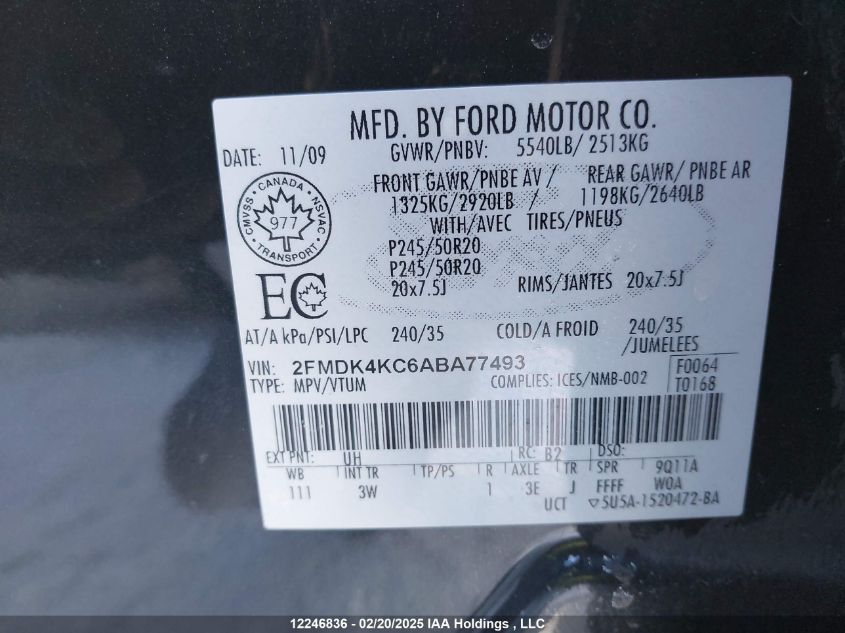 MFD. BY FORD MOTOR CO.
DATE: 11/09 GVWR/PNBV: 5540LB/ 2513KG
FRONT GAWR/PNBE AV / REAR GAWR/ PNBE AR
1325KG/2920LB / 1198KG/2640LB
WITH/AVEC TIRES/PNEUS
CANADA
CMVSS NSVAC
977
TRANSPORT
P245/50R20
P245/50R20
EC
20x7.5J RIMS/JANTES 20x7.5J
AT/A kPa/PSI/LPC 240/35 COLD/A FROID 240/35
/JUMELEES
VIN: 2FMDK4KC6ABA77493 F0064
TYPE: MPV/VTUM COMPLIES: ICES/NMB-002 T0168
EXT PNT: UH RC: B2 DSO:
WB INT TR TP/PS R AXLE TR SPR 9Q11A
111 3W 1 3E J FFFF W0A
UCT ▽5U5A-1520472-BA
12246836 - 02/20/2025 IAA Holdings , LLC